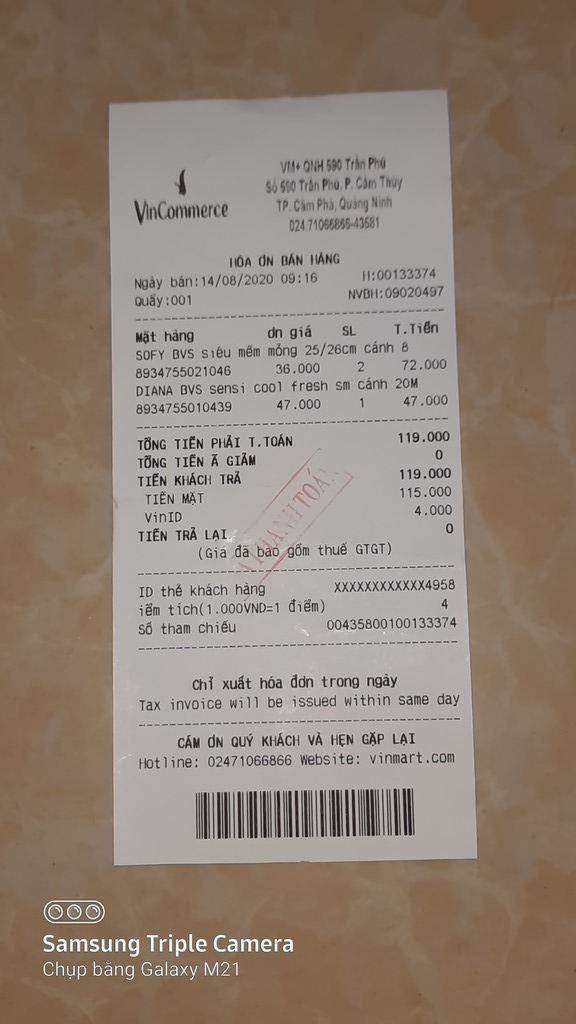 VinCommerce
VM+ QNH 590 Trần Phú
Số 590 Trần Phú, P. Cẩm Thủy
TP. Cẩm Phả, Quảng Ninh
024.71066866-43581
HÓA ƠN BÁN HÀNG
Ngày bán:14/08/2020 09:16 H:00133374
Quầy:001 NVBH:09020497
Mặt hàng ơn giá SL T.Tiền
SOFY BVS siêu mềm mỏng 25/26cm cánh 8
8934755021046 36.000 2 72.000
DIANA BVS sensi cool fresh sm cánh 20M
8934755010439 47.000 1 47.000
TỔNG TIỀN PHẢI T.TOÁN 119.000
TỔNG TIỀN Ã GIẢM 0
TIỀN KHÁCH TRẢ 119.000
TIỀN MẶT 115.000
VinID 4.000
TIỀN TRẢ LẠI 0
(Giá đã bao gồm thuế GTGT)
THANH TOÁN
ID thẻ khách hàng XXXXXXXXXXXX4958
iểm tích(1.000VND=1 điểm) 4
Số tham chiếu 00435800100133374
Chỉ xuất hóa đơn trong ngày
Tax invoice will be issued within same day
CẢM ƠN QUÝ KHÁCH VÀ HẸN GẶP LẠI
Hotline: 02471066866 Website: vinmart.com
Samsung Triple Camera
Chụp bằng Galaxy M21